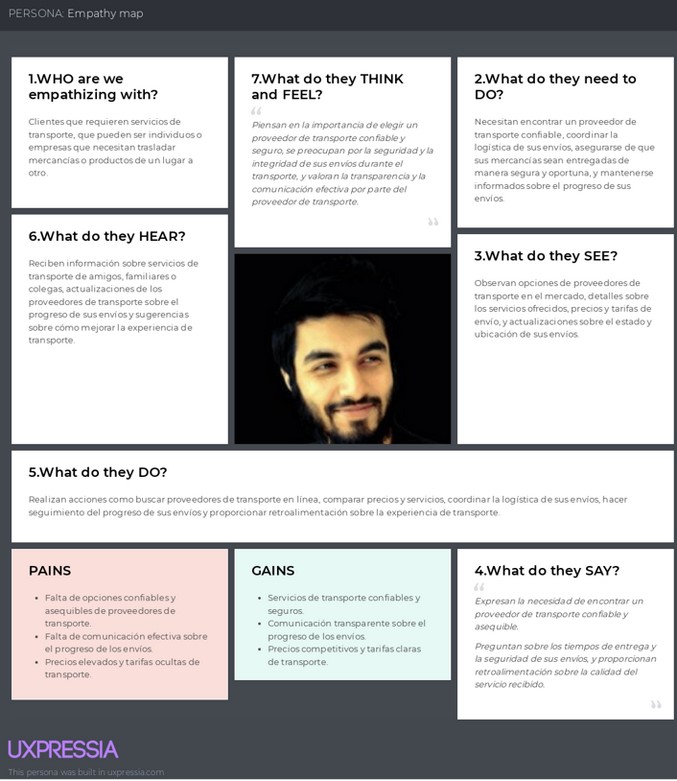 PERSONA: Empathy map
1.WHO are we
empathizing with?
Clientes que requieren servicios de
transporte, que pueden ser individuos o
empresas que necesitan trasladar
mercancías o productos de un lugar a
otro.
7.What do they THINK
and FEEL?
“
Piensan en la importancia de elegir un
proveedor de transporte confiable y
seguro, se preocupan por la seguridad y la
integridad de sus envíos durante el
transporte, y valoran la transparencia y la
comunicación efectiva por parte del
proveedor de transporte.
”
2.What do they need to
DO?
Necesitan encontrar un proveedor de
transporte confiable, coordinar la
logística de sus envíos, asegurarse de que
sus mercancías sean entregadas de
manera segura y oportuna, y mantenerse
informados sobre el progreso de sus
envíos.
6.What do they HEAR?
Reciben información sobre servicios de
transporte de amigos, familiares o
colegas, actualizaciones de los
proveedores de transporte sobre el
progreso de sus envíos y sugerencias
sobre cómo mejorar la experiencia de
transporte.
3.What do they SEE?
Observan opciones de proveedores de
transporte en el mercado, detalles sobre
los servicios ofrecidos, precios y tarifas de
envío, y actualizaciones sobre el estado y
ubicación de sus envíos.
5.What do they DO?
Realizan acciones como buscar proveedores de transporte en línea, comparar precios y servicios, coordinar la logística de sus envíos, hacer
seguimiento del progreso de sus envíos y proporcionar retroalimentación sobre la experiencia de transporte.
PAINS
• Falta de opciones confiables y
asequibles de proveedores de
transporte.
• Falta de comunicación efectiva sobre
el progreso de los envíos.
• Precios elevados y tarifas ocultas de
transporte.
GAINS
• Servicios de transporte confiables y
seguros.
• Comunicación transparente sobre el
progreso de los envíos.
• Precios competitivos y tarifas claras
de transporte.
4.What do they SAY?
“
Expresan la necesidad de encontrar un
proveedor de transporte confiable y
asequible.
Preguntan sobre los tiempos de entrega y
la seguridad de sus envíos, y proporcionan
retroalimentación sobre la calidad del
servicio recibido.
”
UXPRESSIA
This persona was built in uxpressia.com